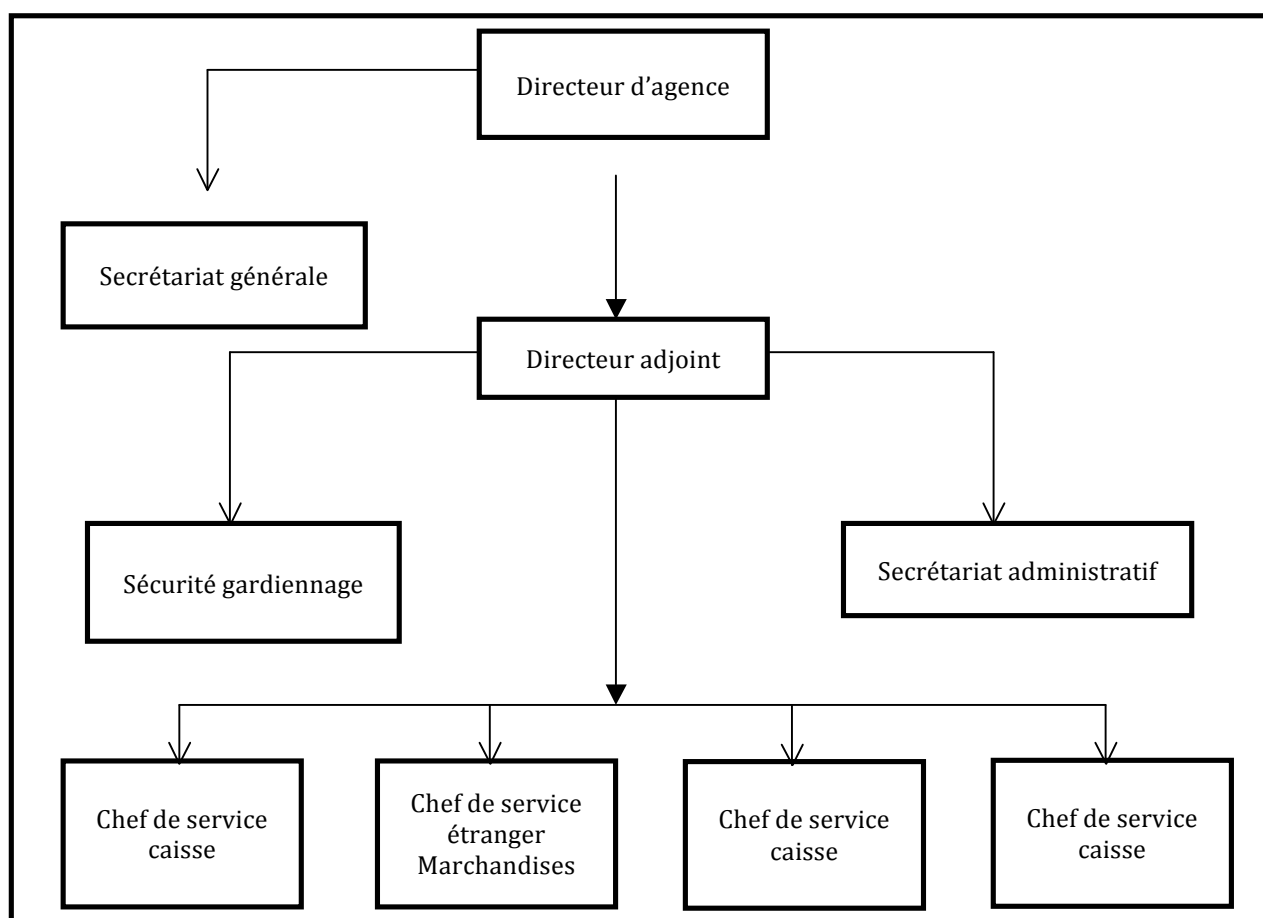 Directeur d’agence
Secrétariat générale
Directeur adjoint
Sécurité gardiennage
Secrétariat administratif
Chef de service
caisse
Chef de service
étranger
Marchandises
Chef de service
caisse
Chef de service
caisse